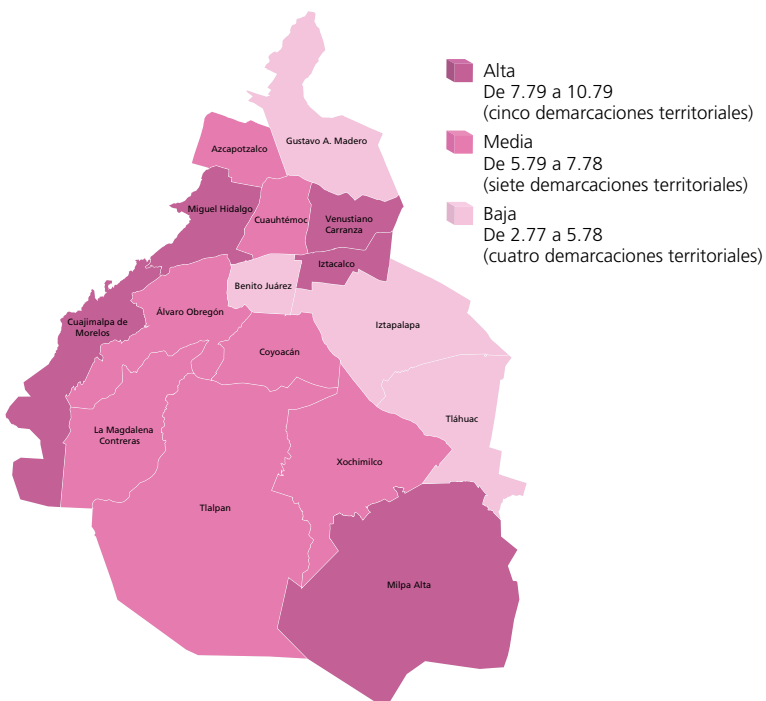 Alta
De 7.79 a 10.79
(cinco demarcaciones territoriales)
Media
De 5.79 a 7.78
(siete demarcaciones territoriales)
Baja
De 2.77 a 5.78
(cuatro demarcaciones territoriales)
Gustavo A. Madero
Azcapotzalco
Miguel Hidalgo
Cuauhtémoc
Venustiano
Carranza
Iztacalco
Benito Juárez
Álvaro Obregón
Cuajimalpa de
Morelos
Iztapalapa
Coyoacán
Tláhuac
La Magdalena
Contreras
Xochimilco
Tlalpan
Milpa Alta